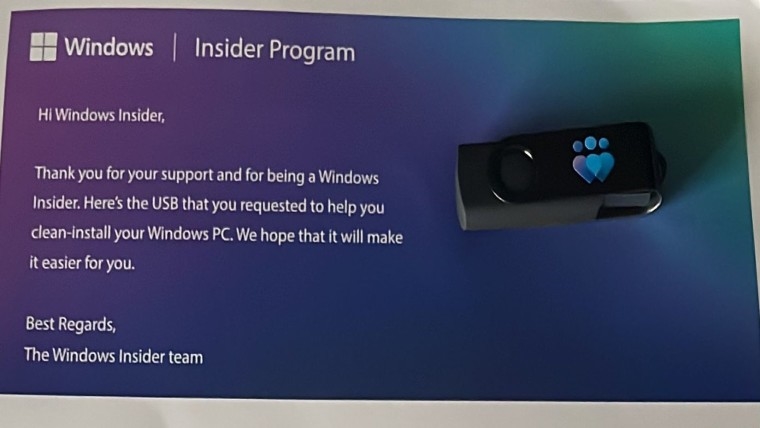 Windows | Insider Program
Hi Windows Insider,
Thank you for your support and for being a Windows
Insider. Here's the USB that you requested to help you
clean-install your Windows PC. We hope that it will make
it easier for you.
Best Regards,
The Windows Insider team